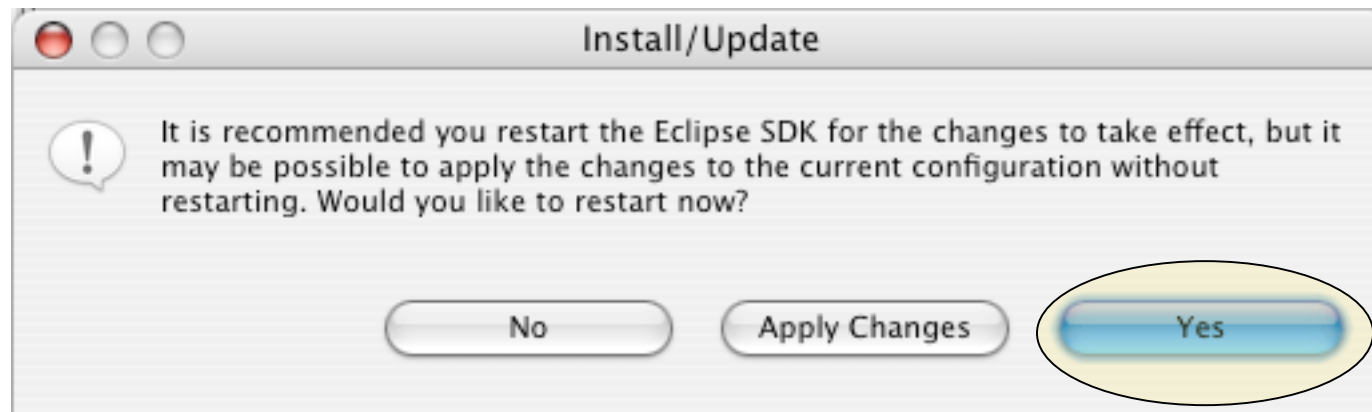 Install/Update
It is recommended you restart the Eclipse SDK for the changes to take effect, but it
may be possible to apply the changes to the current configuration without
restarting. Would you like to restart now?
No
Apply Changes
Yes